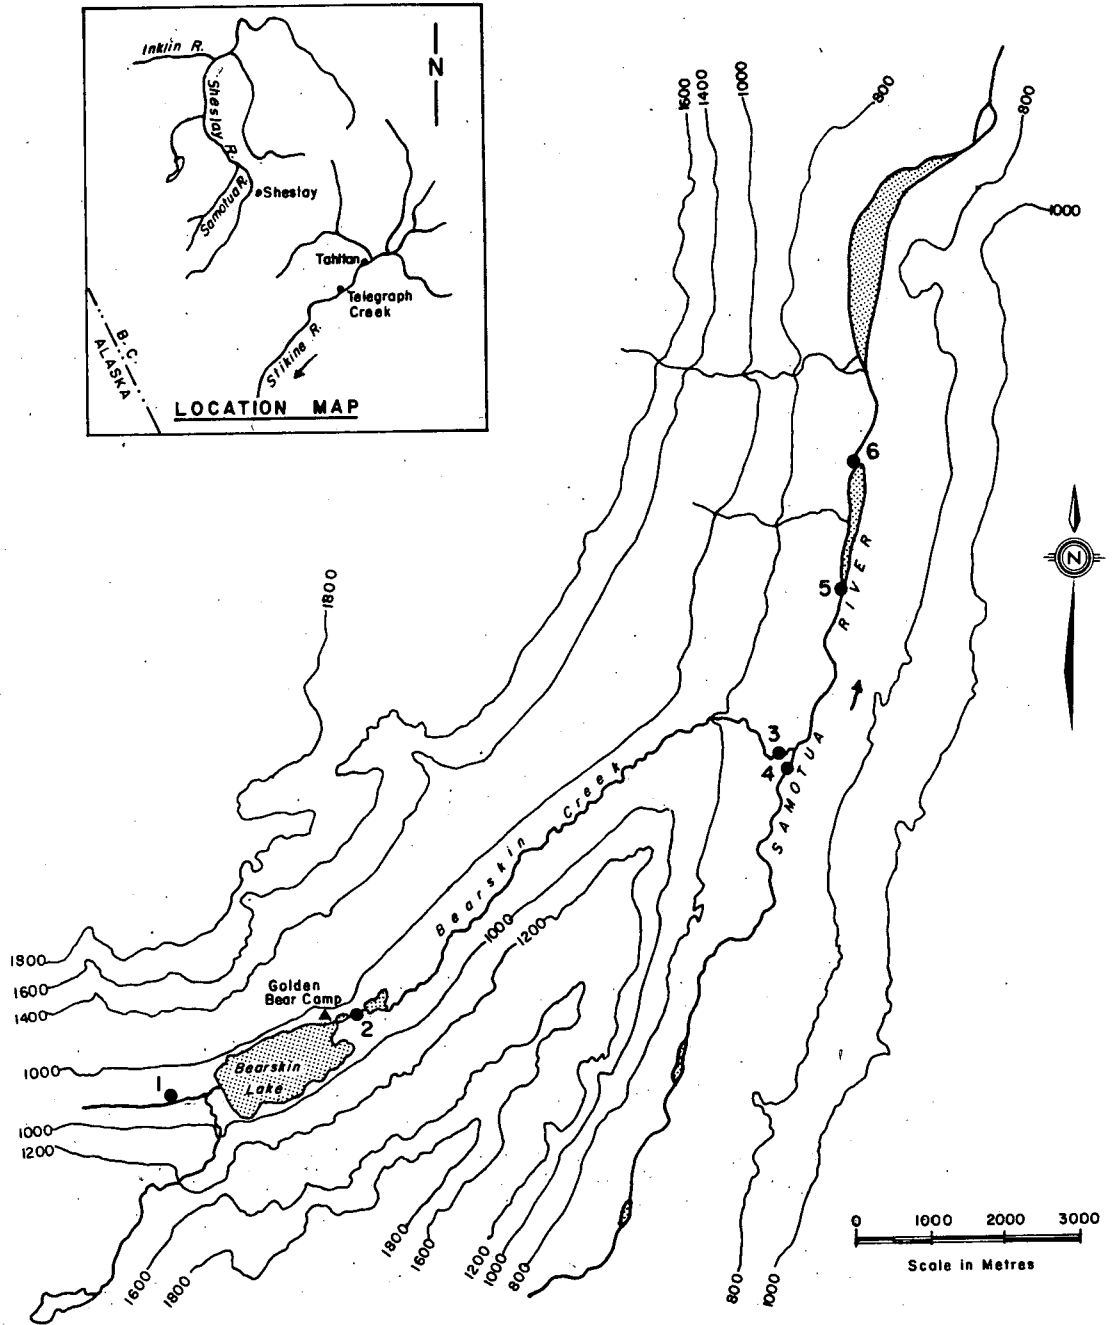 Inklin R.
N
Sheslay R.
Sheslay
Samotua R.
Tahltan
Telegraph
Creek
Stikine R.
B.C.
ALASKA
LOCATION MAP
1600
1400
1000
800
800
1000
6
5
RIVER
N
1800
3
4
SAMOTUA
Bearskin Creek
1000
1200
1800
1600
1400
Golden
Bear Camp
2
1000
Bearskin
Lake
1
1000
1200
1600
1800
1800
1600
1200
1000
800
800
1000
0 1000 2000 3000
Scale in Metres